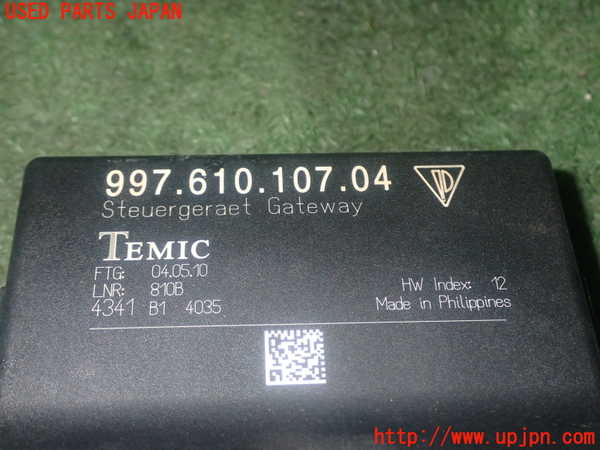 USED PARTS JAPAN
997.610.107.04
Steuergeraet Gateway
TEMIC
FTG: 04.05.10
LNR: 810B
4341 B1 4035
HW Index: 12
Made in Philippines
http://www.upjpn.com/